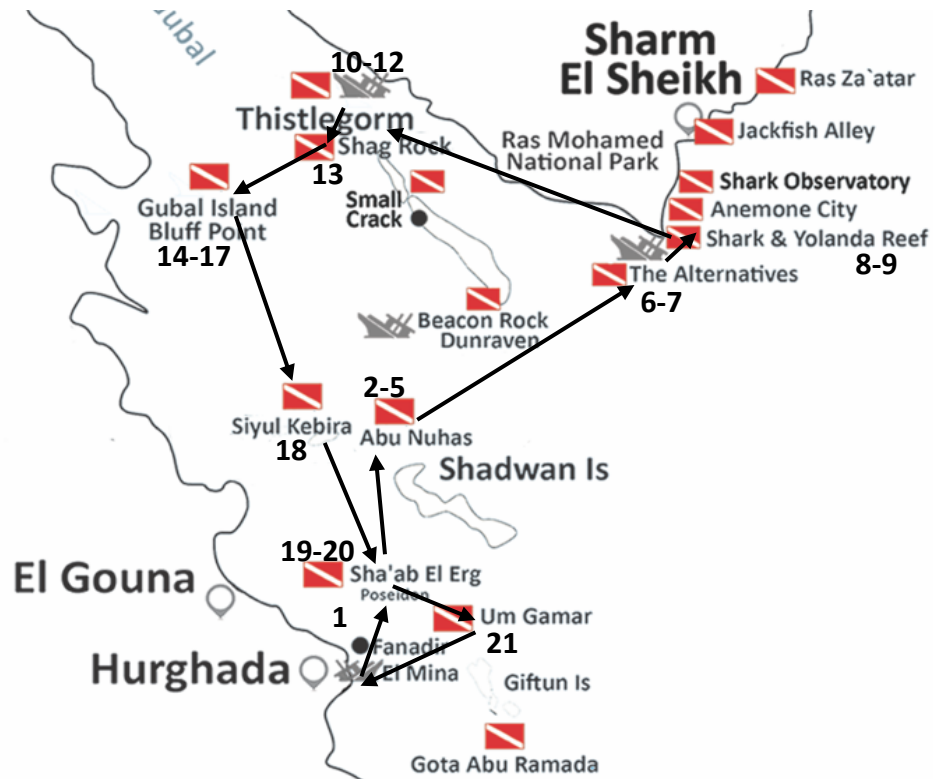 Gubal
10-12
Sharm
El Sheikh
Ras Za`atar
Thistlegorm
Jackfish Alley
Shag Rock
13
Ras Mohamed
National Park
Small
Crack
Shark Observatory
Gubal Island
Bluff Point
14-17
Anemone City
Shark & Yolanda Reef
8-9
The Alternatives
6-7
Beacon Rock
Dunraven
2-5
Siyul Kebira
18
Abu Nuhas
Shadwan Is
19-20
El Gouna
Sha'ab El Erg
Poseidon
1
Um Gamar
21
Fanadir
Hurghada
El Mina
Giftun Is
Gota Abu Ramada